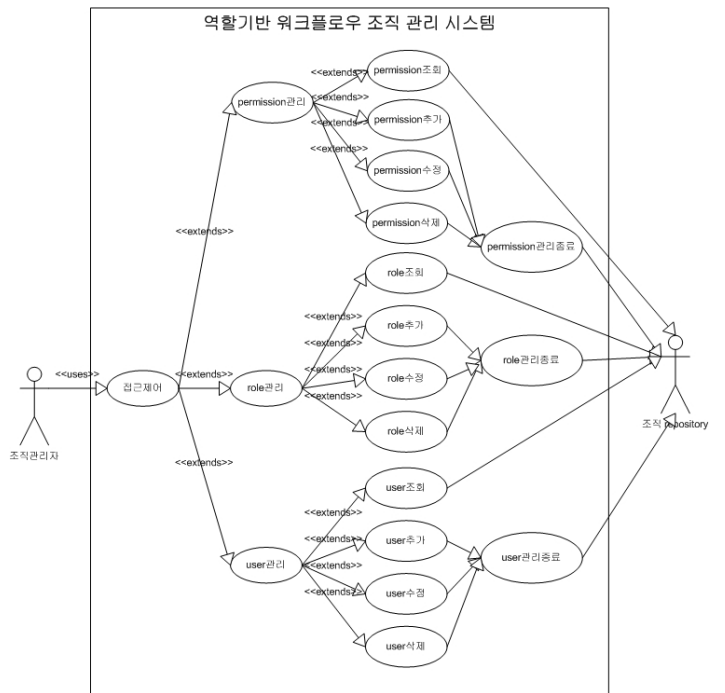 역할기반 워크플로우 조직 관리 시스템
<<extends>>
permission조회
permission관리
<<extends>>
permission추가
<<extends>>
<<extends>>
permission수정
permission삭제
<<extends>>
permission관리종료
role조회
<<extends>>
role추가
<<extends>>
role관리종료
<<uses>>
접근제어
<<extends>>
role관리
<<extends>>
role수정
<<extends>>
role삭제
조직관리자
조직 repository
<<extends>>
user조회
<<extends>>
user추가
<<extends>>
user관리
user관리종료
<<extends>>
user수정
<<extends>>
user삭제